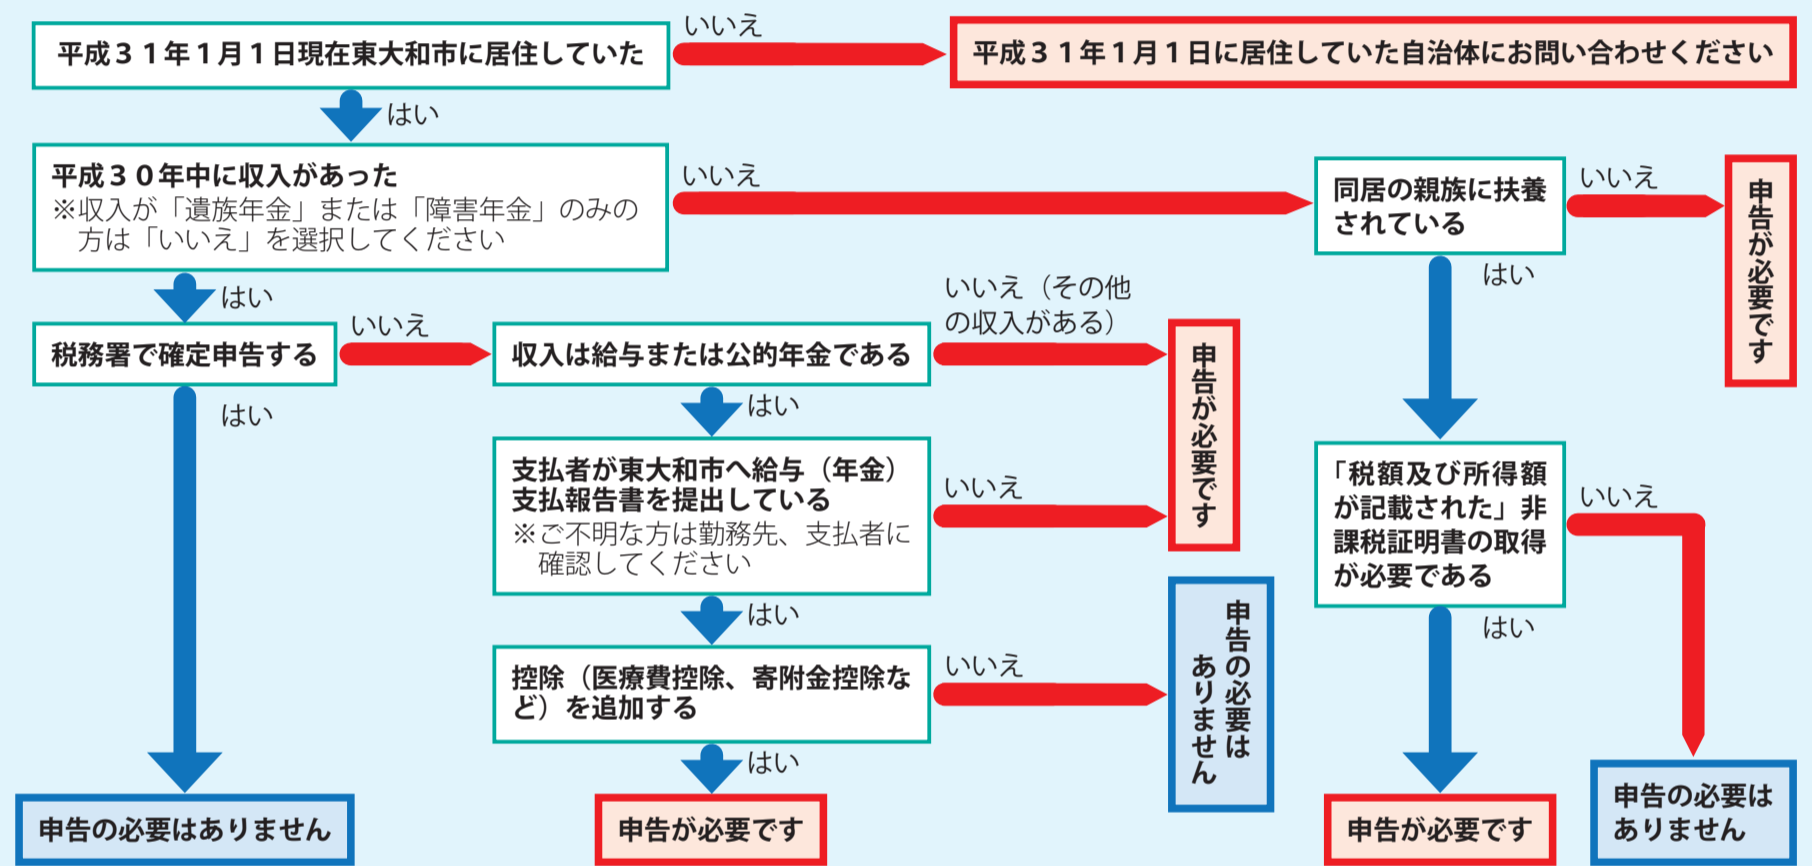 平成３１年１月１日現在東大和市に居住していた
いいえ
平成３１年１月１日に居住していた自治体にお問い合わせください
はい
平成３０年中に収入があった
※収入が「遺族年金」または「障害年金」のみの
方は「いいえ」を選択してください
いいえ
同居の親族に扶養
されている
いいえ
申告が必要です
はい
はい
税務署で確定申告する
いいえ
収入は給与または公的年金である
いいえ（その他
の収入がある）
申告が必要です
はい
はい
支払者が東大和市へ給与（年金）
支払報告書を提出している
※ご不明な方は勤務先、支払者に
確認してください
いいえ
「税額及び所得額
が記載された」非
課税証明書の取得
が必要である
いいえ
はい
はい
控除（医療費控除、寄附金控除な
ど）を追加する
いいえ
申告の必要は
ありません
はい
申告の必要はありません
申告が必要です
申告が必要です
申告の必要は
ありません